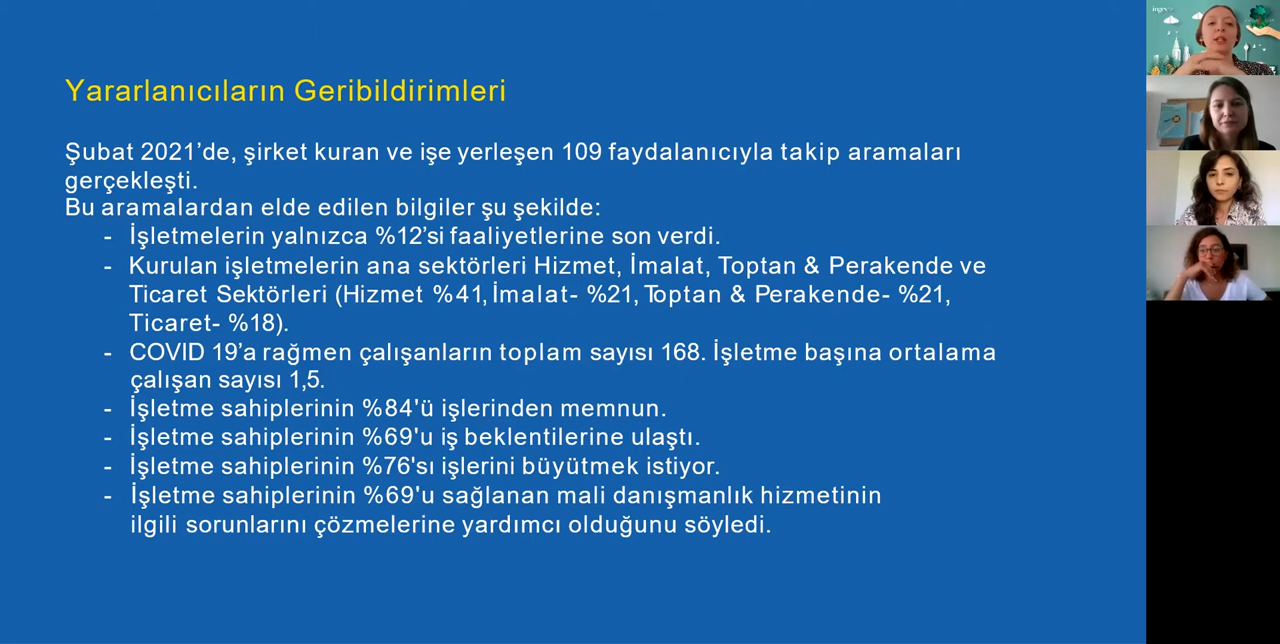 Yararlanıcıların Geribildirimleri
Şubat 2021’de, şirket kuran ve işe yerleşen 109 faydalanıcıyla takip aramaları
gerçekleşti.
Bu aramalardan elde edilen bilgiler şu şekilde:
- İşletmelerin yalnızca %12’si faaliyetlerine son verdi.
- Kurulan işletmelerin ana sektörleri Hizmet, İmalat, Toptan & Perakende ve
Ticaret Sektörleri (Hizmet %41, İmalat- %21, Toptan & Perakende- %21,
Ticaret- %18).
- COVID 19’a rağmen çalışanların toplam sayısı 168. İşletme başına ortalama
çalışan sayısı 1,5.
- İşletme sahiplerinin %84'ü işlerinden memnun.
- İşletme sahiplerinin %69'u iş beklentilerine ulaştı.
- İşletme sahiplerinin %76'sı işlerini büyütmek istiyor.
- İşletme sahiplerinin %69'u sağlanan mali danışmanlık hizmetinin
ilgili sorunlarını çözmelerine yardımcı olduğunu söyledi.